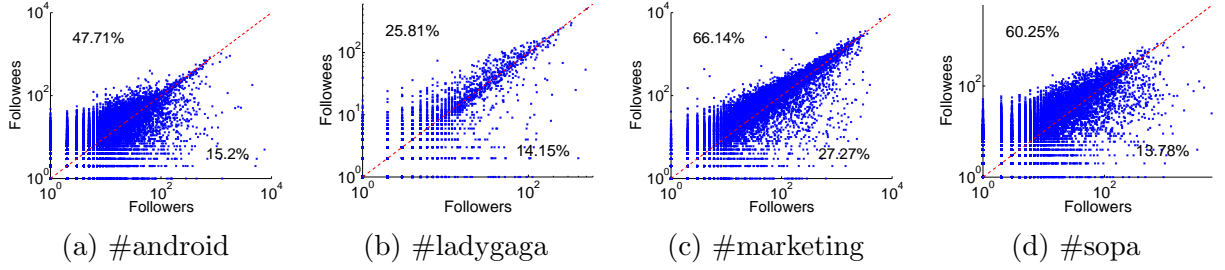 10^4
10^2
10^0
Followees
47.71%
15.2%
10^0
10^2
10^4
Followers
(a) #android
10^2
10^1
10^0
Followees
25.81%
14.15%
10^0
10^2
Followers
(b) #ladygaga
10^4
10^2
10^0
Followees
66.14%
27.27%
10^0
10^2
10^4
Followers
(c) #marketing
10^2
10^0
Followees
60.25%
13.78%
10^0
10^2
Followers
(d) #sopa